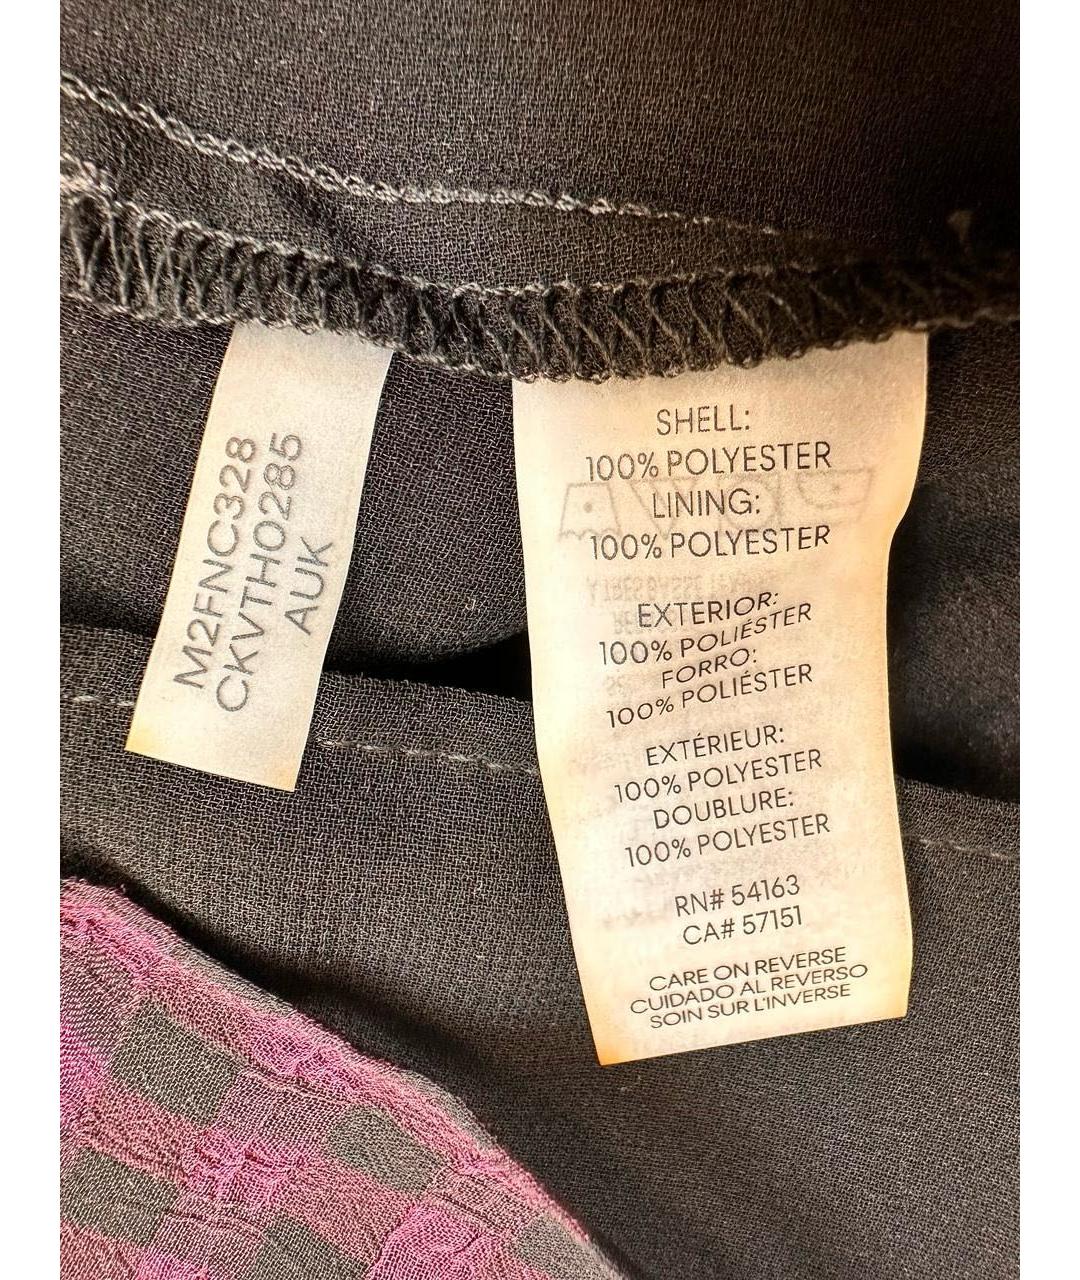 M2FNC328
CKVTH0285
AUK
SHELL:
100% POLYESTER
LINING:
100% POLYESTER
EXTERIOR:
100% POLIÉSTER
FORRO:
100% POLIÉSTER
EXTÉRIEUR:
100% POLYESTER
DOUBLURE:
100% POLYESTER
RN# 54163
CA# 57151
CARE ON REVERSE
CUIDADO AL REVERSO
SOIN SUR L'INVERSE